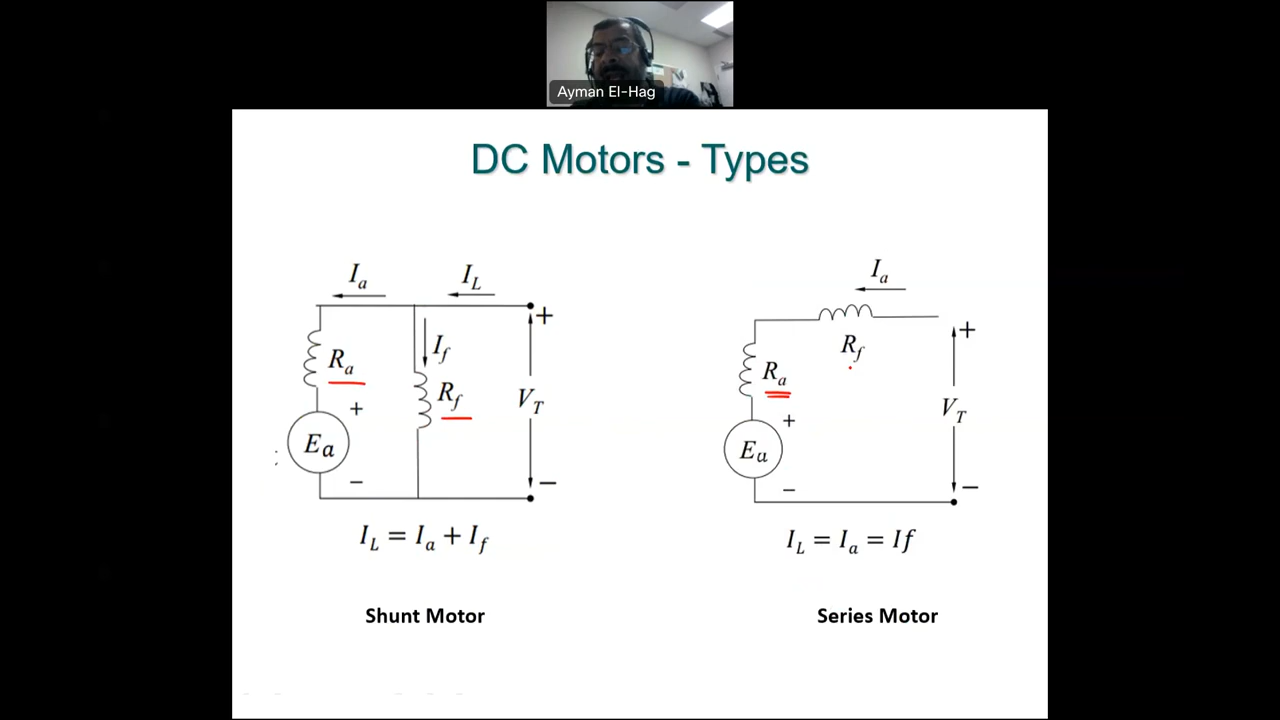 Ayman El-Hag
DC Motors - Types
I_a
I_L
+
I_f
R_a
R_f
+
V_T
E_a
−
−
I_L = I_a + I_f
Shunt Motor
I_a
+
R_f
R_a
V_T
+
E_a
−
−
I_L = I_a = If
Series Motor